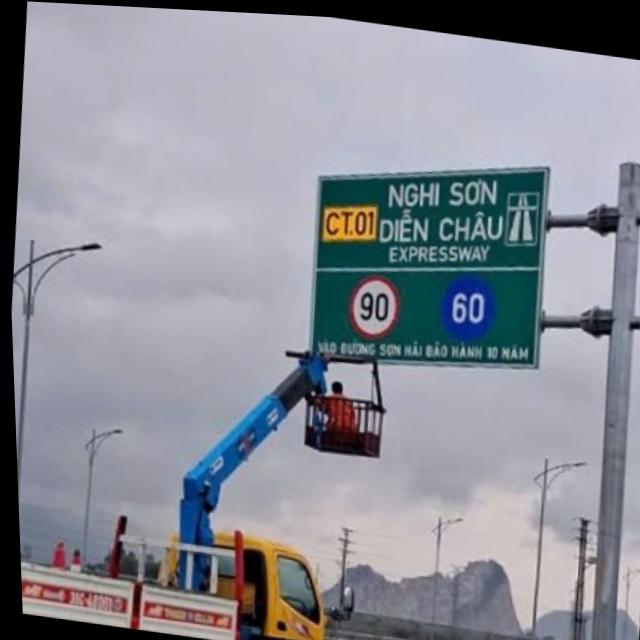 NGHI SƠN
CT.01 DIỄN CHÂU
EXPRESSWAY
90 60
VÀO ĐƯỜNG SƠN HẢI BẢO HÀNH 10 NĂM